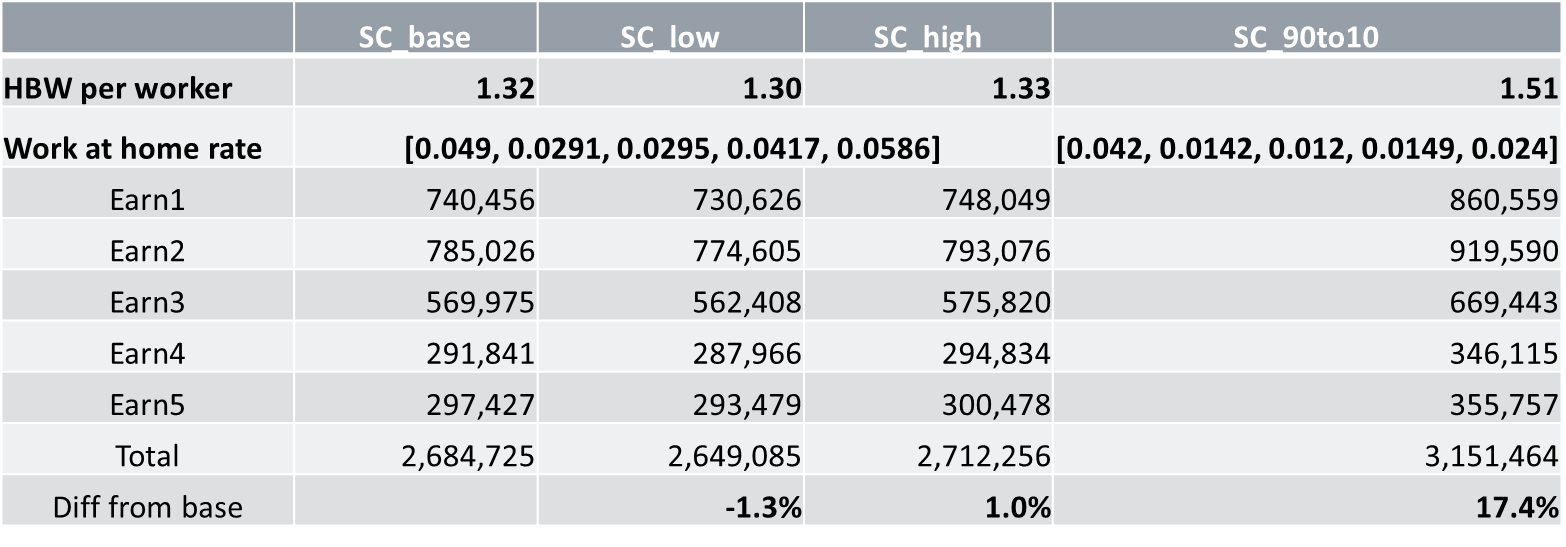 SC_base SC_low SC_high SC_90to10
HBW per worker 1.32 1.30 1.33 1.51
Work at home rate [0.049, 0.0291, 0.0295, 0.0417, 0.0586] [0.042, 0.0142, 0.012, 0.0149, 0.024]
Earn1 740,456 730,626 748,049 860,559
Earn2 785,026 774,605 793,076 919,590
Earn3 569,975 562,408 575,820 669,443
Earn4 291,841 287,966 294,834 346,115
Earn5 297,427 293,479 300,478 355,757
Total 2,684,725 2,649,085 2,712,256 3,151,464
Diff from base -1.3% 1.0% 17.4%